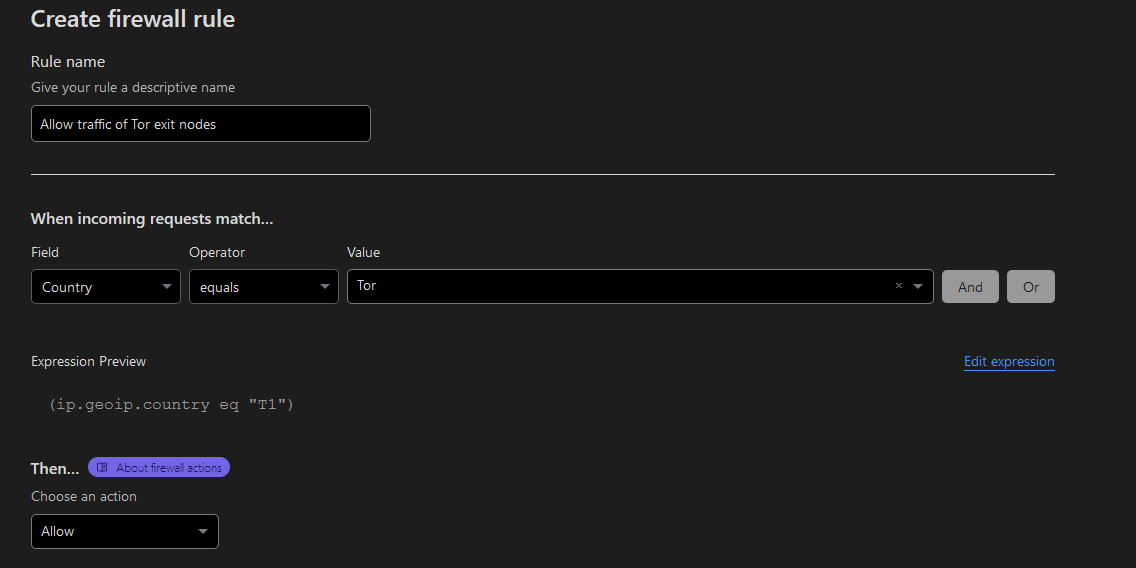 Create firewall rule
Rule name
Give your rule a descriptive name
Allow traffic of Tor exit nodes
When incoming requests match...
Field Operator Value
Country equals Tor × And Or
Expression Preview Edit expression
(ip.geoip.country eq "T1")
Then... About firewall actions
Choose an action
Allow